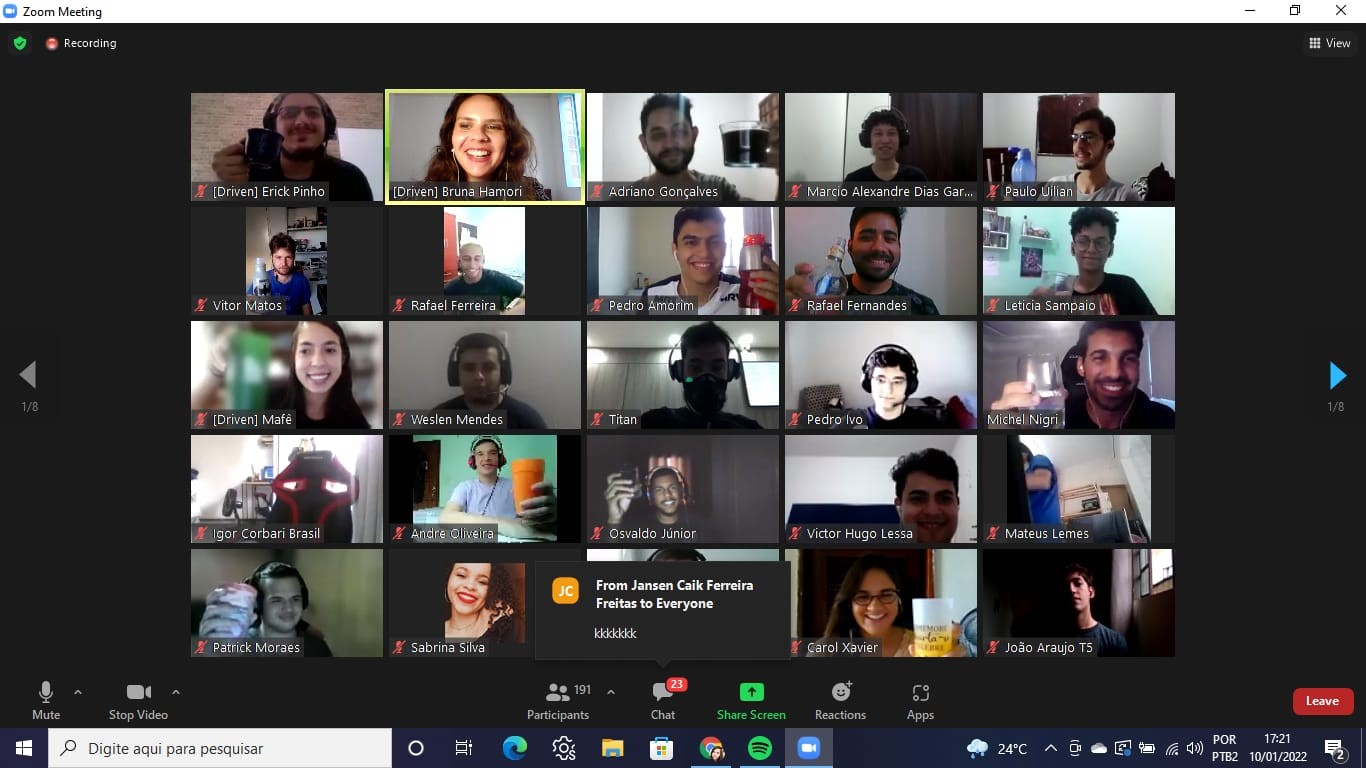 Zoom Meeting
Recording
View
[Driven] Erick Pinho
[Driven] Bruna Hamori
Adriano Gonçalves
Marcio Alexandre Dias Gar...
Paulo Uilian
Vitor Matos
Rafael Ferreira
Pedro Amorim
Rafael Fernandes
Leticia Sampaio
1/8
1/8
[Driven] Mafê
Weslen Mendes
Titan
Pedro Ivo
Michel Nigri
Igor Corbari Brasil
André Oliveira
Osvaldo Júnior
Victor Hugo Lessa
Mateus Lemes
JC
From Jansen Caik Ferreira
Freitas to Everyone
kkkkkkk
Patrick Moraes
Sabrina Silva
Carol Xavier
João Araujo T5
Mute
Stop Video
191
Participants
23
Chat
Share Screen
Reactions
Apps
Leave
Digite aqui para pesquisar
24°C
POR
PTB2
17:21
10/01/2022
2